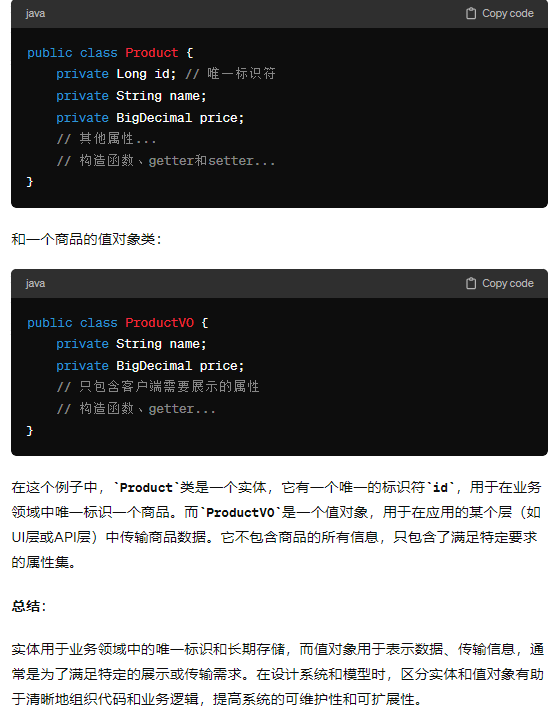 java Copy code
public class Product {
    private Long id; // 唯一标识符
    private String name;
    private BigDecimal price;
    // 其他属性...
    // 构造函数、getter和setter...
}
和一个商品的值对象类：
java Copy code
public class ProductVO {
    private String name;
    private BigDecimal price;
    // 只包含客户端需要展示的属性
    // 构造函数、getter...
}
在这个例子中，`Product`类是一个实体，它有一个唯一的标识符`id`，用于在业务
领域中唯一标识一个商品。而`ProductVO`是一个值对象，用于在应用的某个层（如
UI层或API层）中传输商品数据。它不包含商品的所有信息，只包含了满足特定要求
的属性集。
总结：
实体用于业务领域中的唯一标识和长期存储，而值对象用于表示数据、传输信息，通
常是为了满足特定的展示或传输需求。在设计系统和模型时，区分实体和值对象有助
于清晰地组织代码和业务逻辑，提高系统的可维护性和可扩展性。